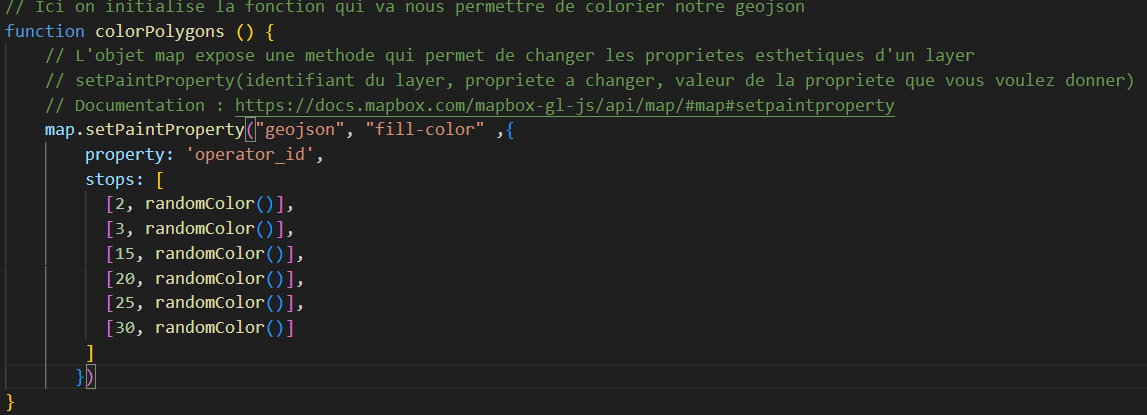 // Ici on initialise la fonction qui va nous permettre de colorier notre geojson
function colorPolygons () {
// L'objet map expose une methode qui permet de changer les proprietes esthetiques d'un layer
// setPaintProperty(identifiant du layer, propriete a changer, valeur de la propriete que vous voulez donner)
// Documentation : https://docs.mapbox.com/mapbox-gl-js/api/map/#map#setpaintproperty
map.setPaintProperty("geojson", "fill-color" ,{
property: 'operator_id',
stops: [
[2, randomColor()],
[3, randomColor()],
[15, randomColor()],
[20, randomColor()],
[25, randomColor()],
[30, randomColor()]
]
})
}